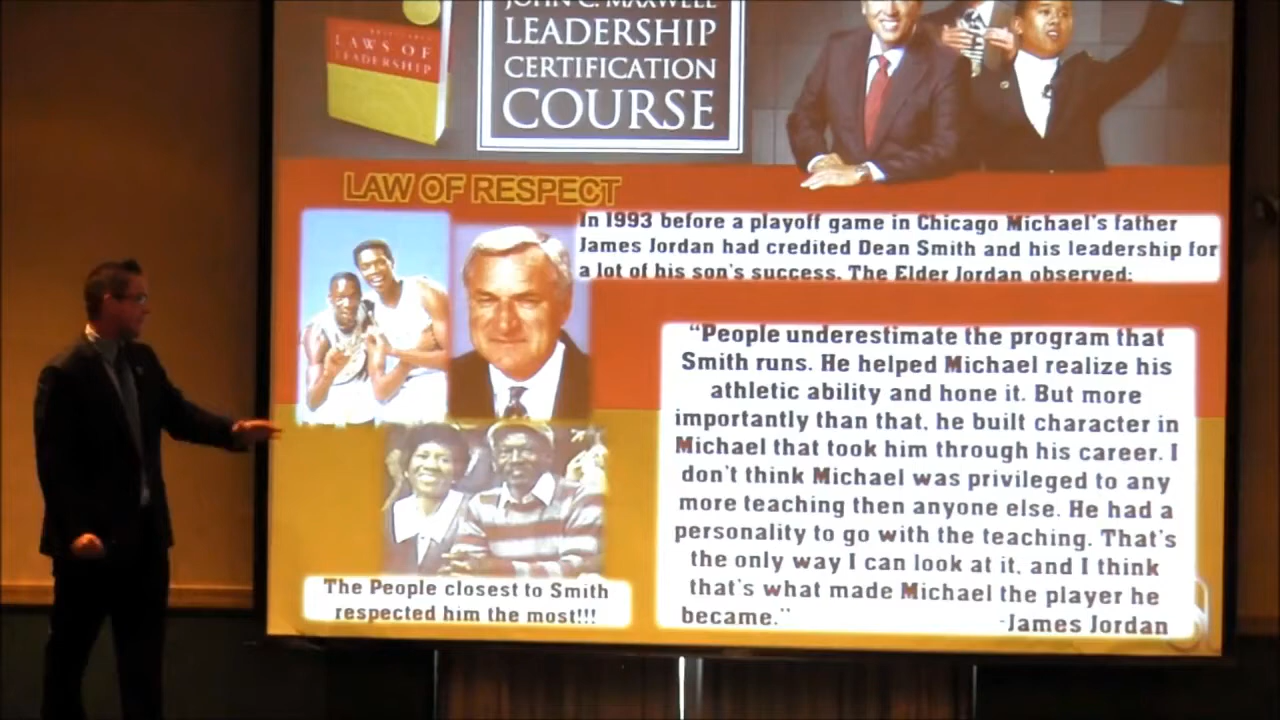 JOHN C. MAXWELL
LEADERSHIP
CERTIFICATION
COURSE
LAWS OF
LEADERSHIP
LAW OF RESPECT
In 1993 before a playoff game in Chicago Michael's father
James Jordan had credited Dean Smith and his leadership for
a lot of his son's success. The Elder Jordan observed:
"People underestimate the program that
Smith runs. He helped Michael realize his
athletic ability and hone it. But more
importantly than that, he built character in
Michael that took him through his career. I
don't think Michael was privileged to any
more teaching then anyone else. He had a
personality to go with the teaching. That's
the only way I can look at it, and I think
that's what made Michael the player he
became." -James Jordan
The People closest to Smith
respected him the most!!!